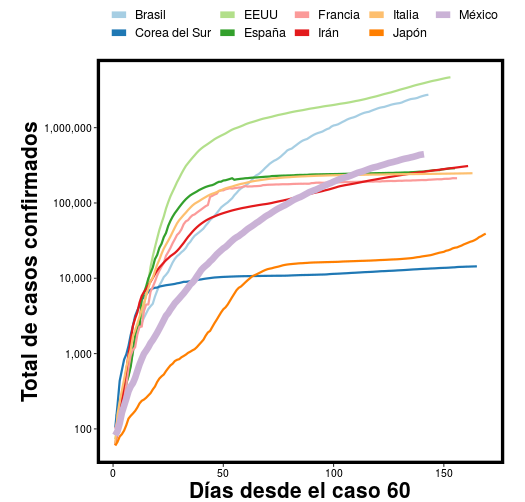 Brasil EEUU Francia Italia México
Corea del Sur España Irán Japón
Total de casos confirmados
1,000,000
100,000
10,000
1,000
100
0 50 100 150
Días desde el caso 60